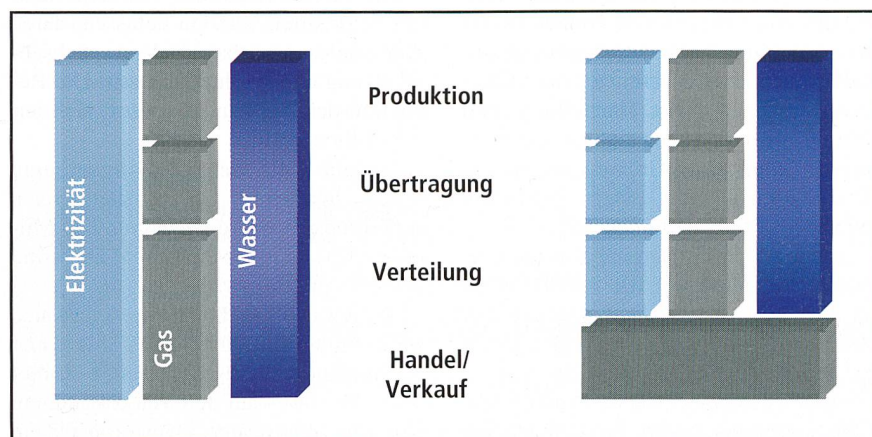 Elektrizität
Gas
Wasser
Produktion
Übertragung
Verteilung
Handel/
Verkauf